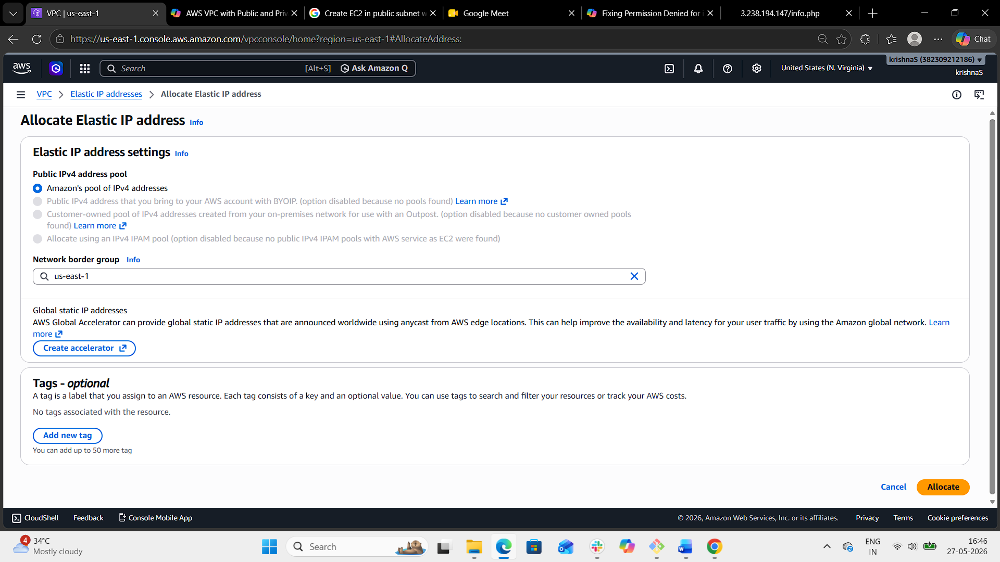 VPC | us-east-1
AWS VPC with Public and Priv
Create EC2 in public subnet w
Google Meet
Fixing Permission Denied for i
3.238.194.147/info.php
https://us-east-1.console.aws.amazon.com/vpcconsole/home?region=us-east-1#AllocateAddress:
Chat
aws
Search
[Alt+S]
Ask Amazon Q
United States (N. Virginia)
krishnaS (382309212186)
krishnaS
VPC
Elastic IP addresses
Allocate Elastic IP address
Allocate Elastic IP address Info
Elastic IP address settings Info
Public IPv4 address pool
Amazon's pool of IPv4 addresses
Public IPv4 address that you bring to your AWS account with BYOIP. (option disabled because no pools found) Learn more
Customer-owned pool of IPv4 addresses created from your on-premises network for use with an Outpost. (option disabled because no customer owned pools
found) Learn more
Allocate using an IPv4 IPAM pool (option disabled because no public IPv4 IPAM pools with AWS service as EC2 were found)
Network border group Info
us-east-1
Global static IP addresses
AWS Global Accelerator can provide global static IP addresses that are announced worldwide using anycast from AWS edge locations. This can help improve the availability and latency for your user traffic by using the Amazon global network. Learn
more
Create accelerator
Tags - optional
A tag is a label that you assign to an AWS resource. Each tag consists of a key and an optional value. You can use tags to search and filter your resources or track your AWS costs.
No tags associated with the resource.
Add new tag
You can add up to 50 more tag
Cancel
Allocate
CloudShell
Feedback
Console Mobile App
© 2026, Amazon Web Services, Inc. or its affiliates.
Privacy
Terms
Cookie preferences
4
34°C
Mostly cloudy
Search
ENG
IN
16:46
27-05-2026